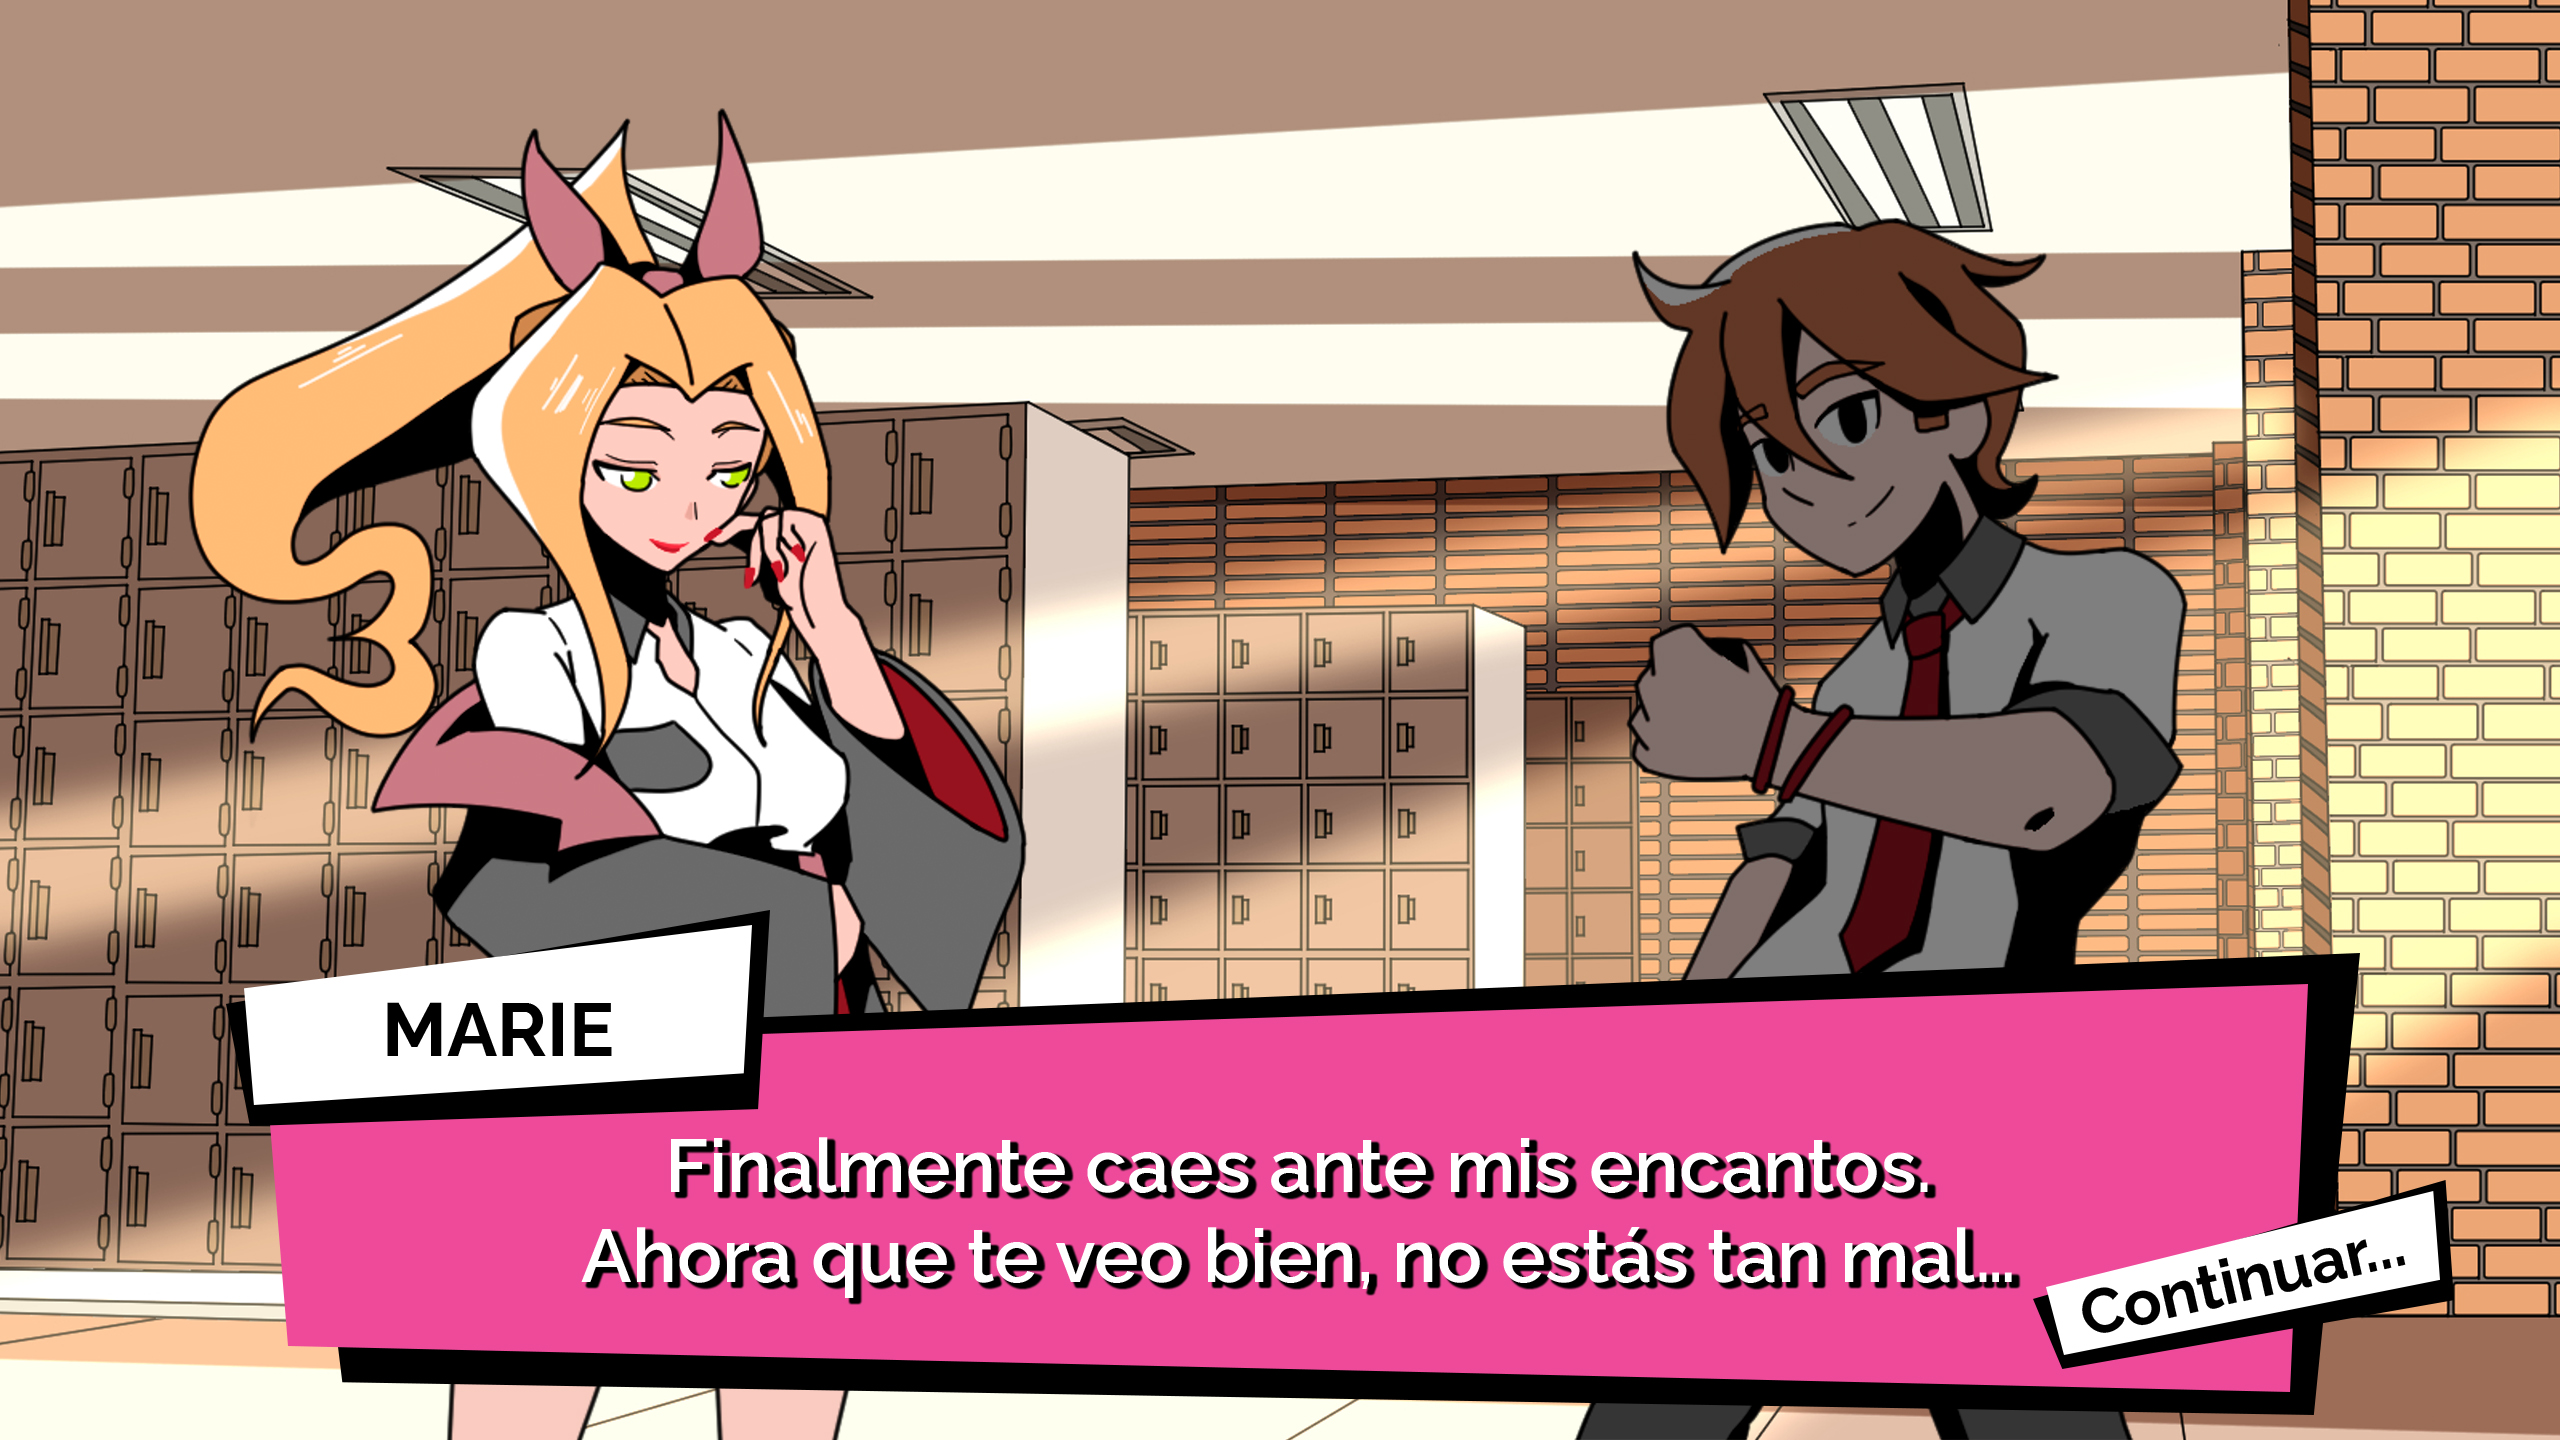 MARIE
Finalmente caes ante mis encantos.
Ahora que te veo bien, no estás tan mal...
Continuar...